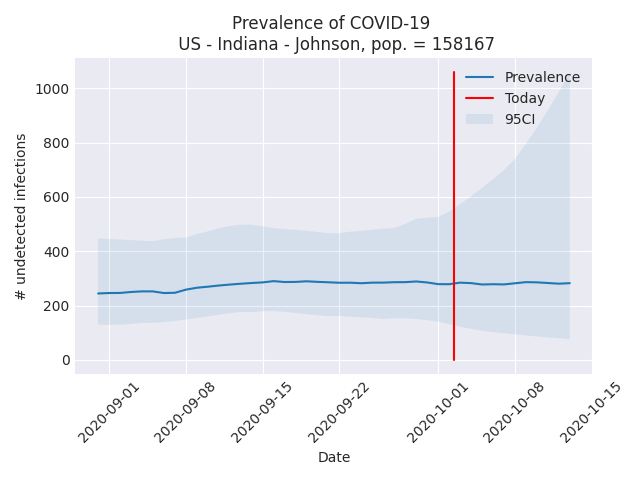 Prevalence of COVID-19
US - Indiana - Johnson, pop. = 158167
Prevalence
Today
95CI
# undetected infections
1000
800
600
400
200
0
2020-09-01
2020-09-08
2020-09-15
2020-09-22
2020-10-01
2020-10-08
2020-10-15
Date